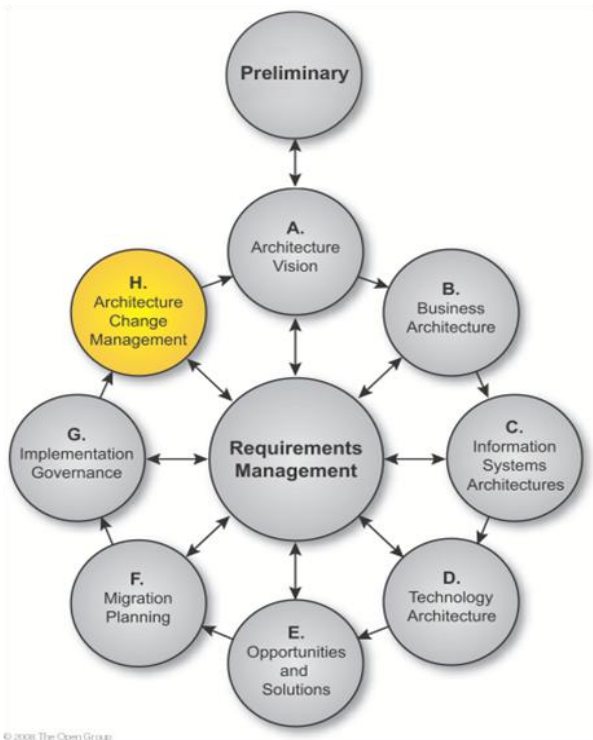 Preliminary
A.
Architecture
Vision
H.
Architecture
Change
Management
B.
Business
Architecture
G.
Implementation
Governance
Requirements
Management
C.
Information
Systems
Architectures
F.
Migration
Planning
D.
Technology
Architecture
E.
Opportunities
and
Solutions
© 2008 The Open Group